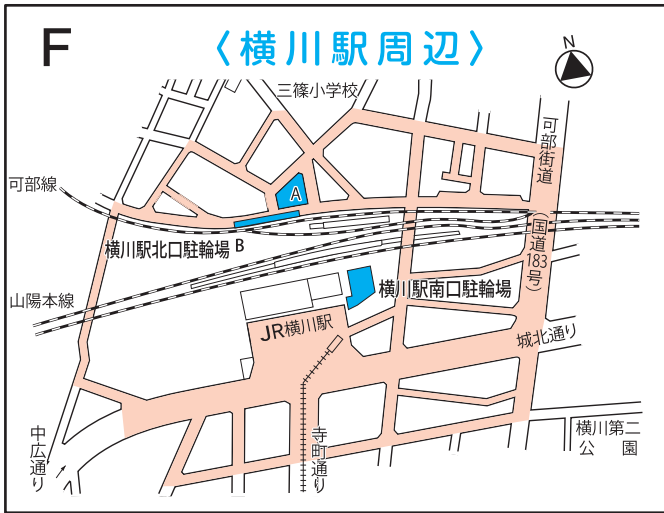 F
〈横川駅周辺〉
N
三篠小学校
可部街道
(国道183号)
可部線
A
横川駅北口駐輪場
B
山陽本線
横川駅南口駐輪場
JR横川駅
城北通り
中広通り
寺町通り
横川第二
公園